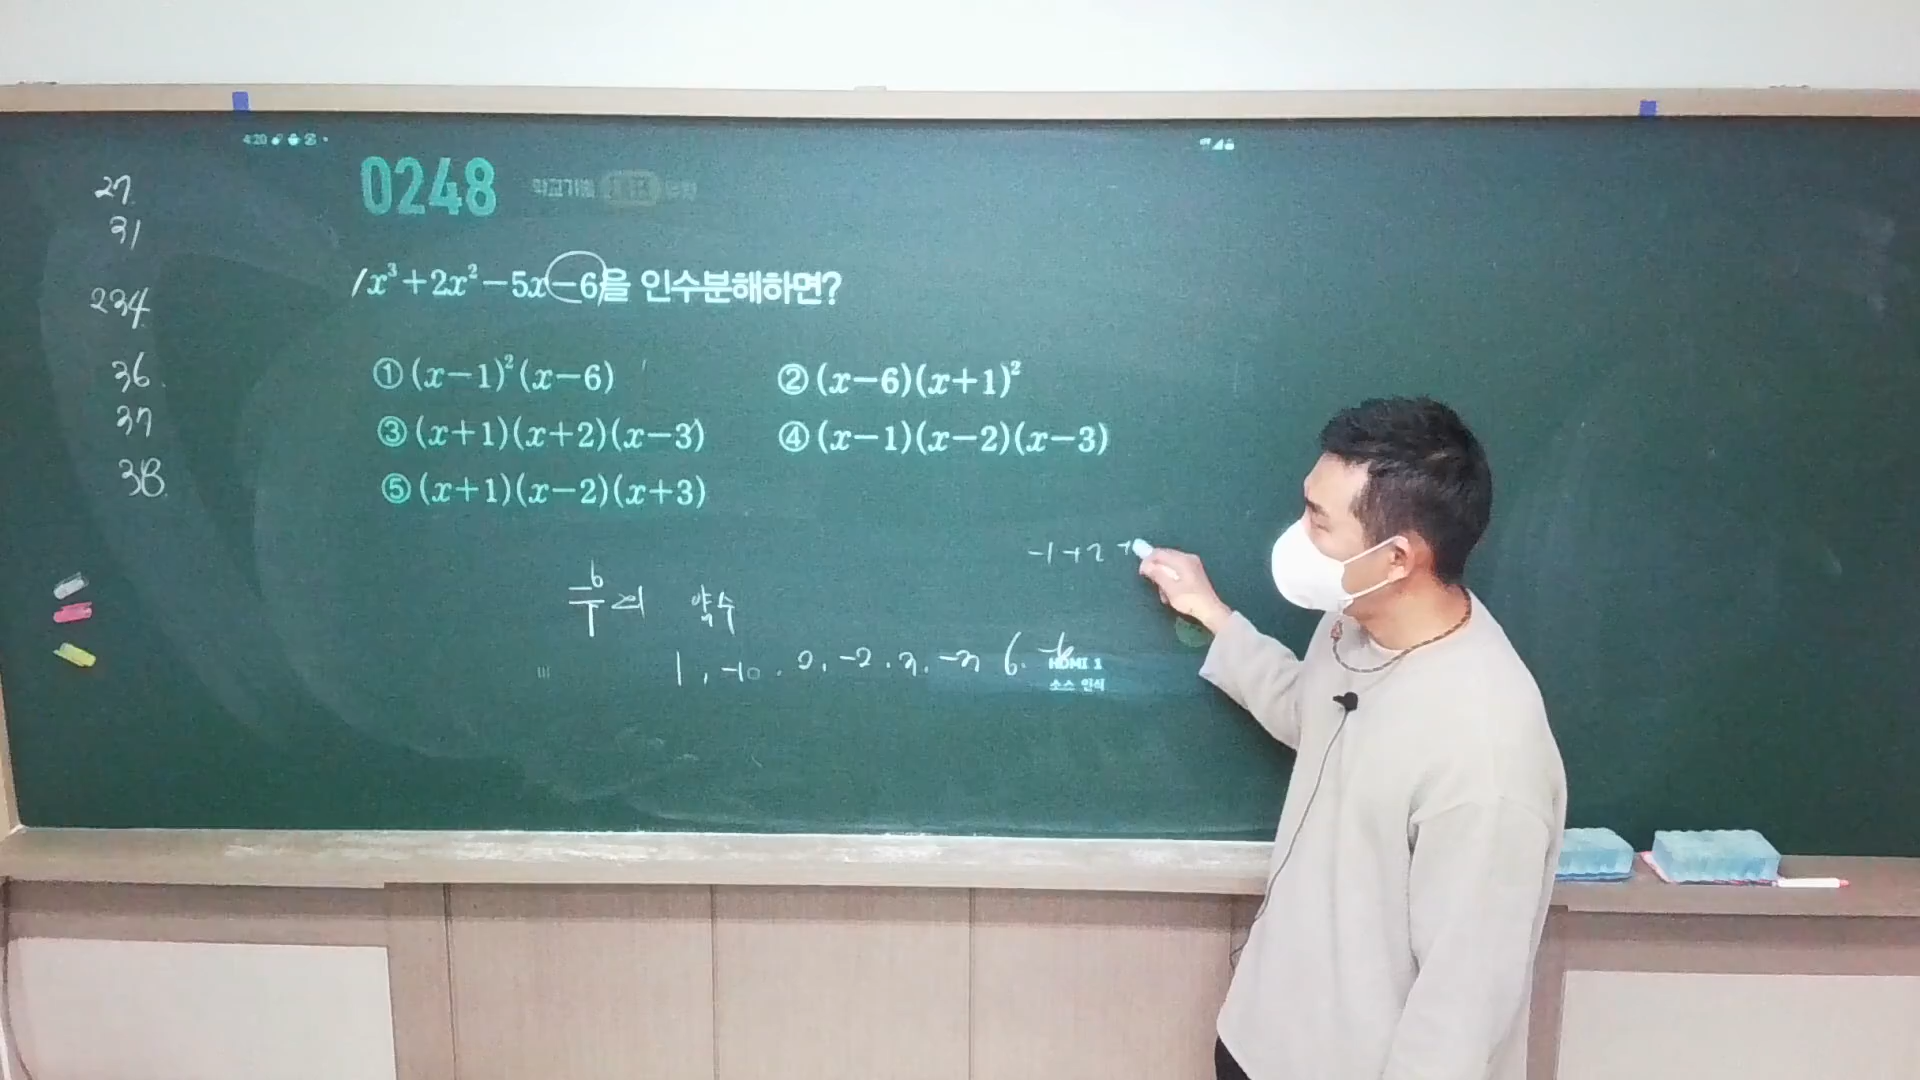 4:20
0248
27
31
234
36
37
38
x³+2x²-5x-6을 인수분해하면?
① (x-1)²(x-6)
② (x-6)(x+1)²
③ (x+1)(x+2)(x-3)
④ (x-1)(x-2)(x-3)
⑤ (x+1)(x-2)(x+3)
-1+2+
-6/1 의 약수
1, -1, 2, -2, 3, -3 6, -6
HDMI 1
소스 인식